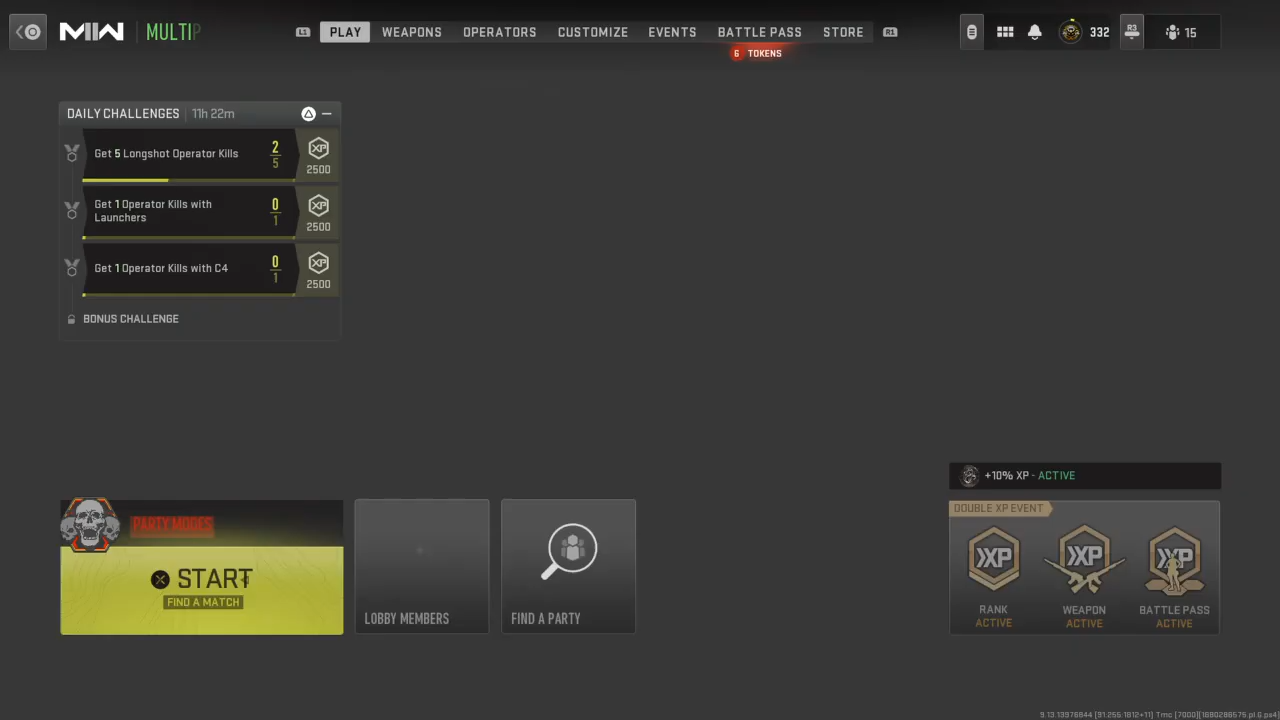 MW MULTIP
L1 PLAY WEAPONS OPERATORS CUSTOMIZE EVENTS BATTLE PASS STORE R1 332 R3 15
6 TOKENS
DAILY CHALLENGES 11h 22m
Get 5 Longshot Operator Kills 2/5 XP 2500
Get 1 Operator Kills with
Launchers 0/1 XP 2500
Get 1 Operator Kills with C4 0/1 XP 2500
BONUS CHALLENGE
+10% XP - ACTIVE
PARTY MODES
START
FIND A MATCH
LOBBY MEMBERS
FIND A PARTY
DOUBLE XP EVENT
XP XP XP
RANK WEAPON BATTLE PASS
ACTIVE ACTIVE ACTIVE